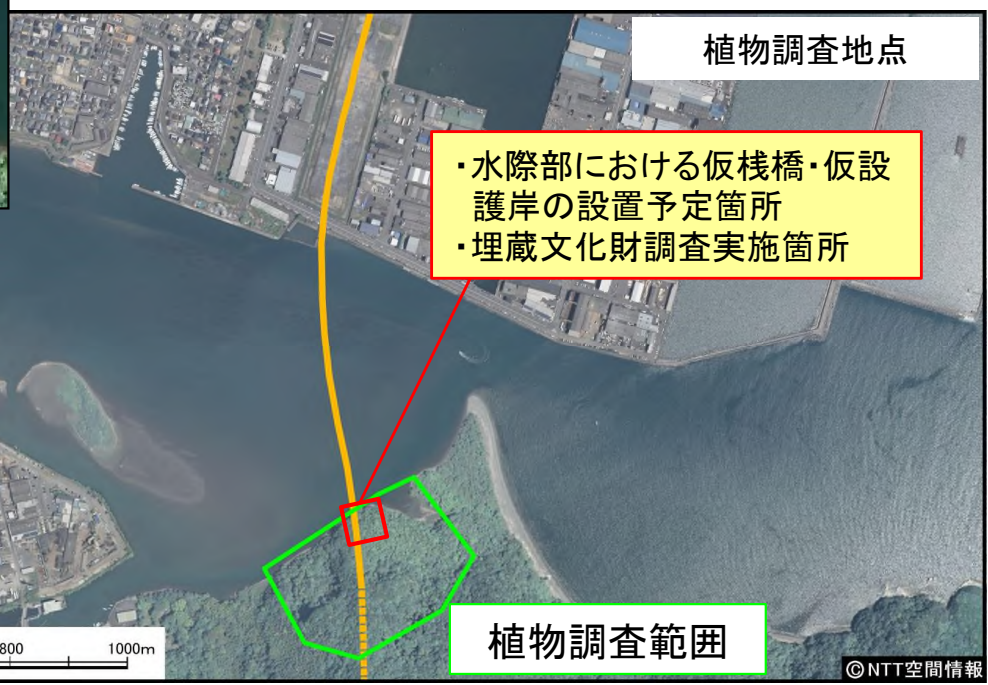 植物調査地点
・水際部における仮桟橋・仮設
護岸の設置予定箇所
・埋蔵文化財調査実施箇所
植物調査範囲
800 1000m
©NTT空間情報